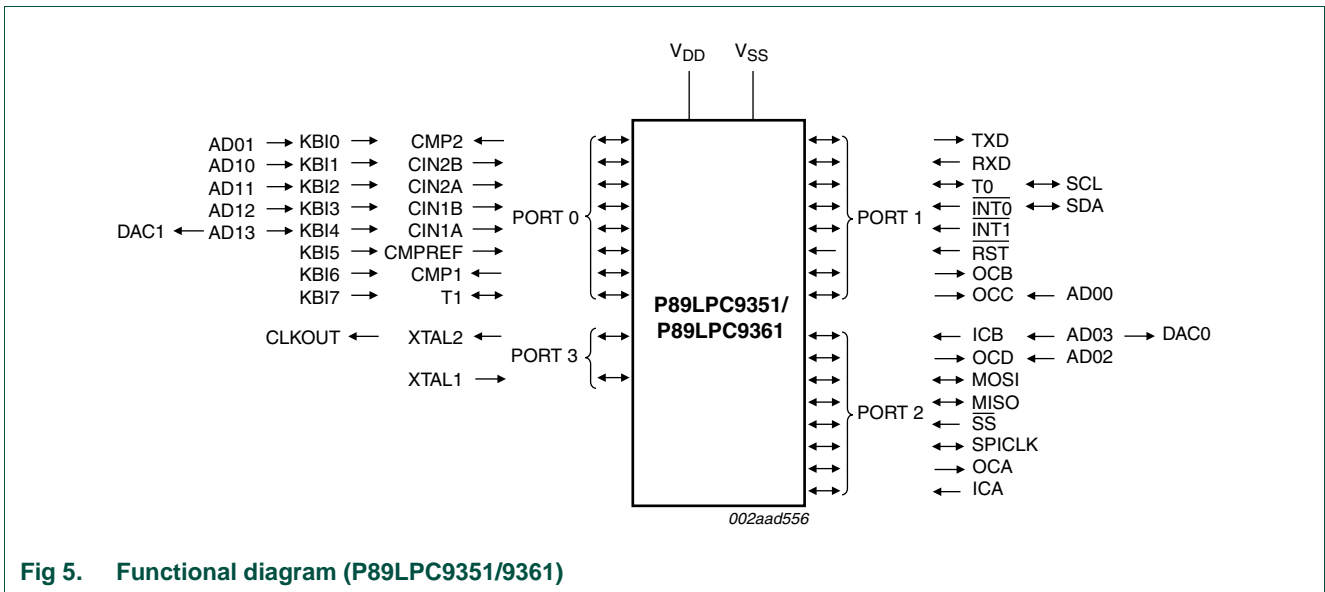 VDD VSS
AD01 KBI0 CMP2 TXD
AD10 KBI1 CIN2B RXD
AD11 KBI2 CIN2A T0 SCL
AD12 KBI3 CIN1B PORT 0 PORT 1 INT0 SDA
DAC1 AD13 KBI4 CIN1A INT1
KBI5 CMPREF RST
KBI6 CMP1 OCB
KBI7 T1 OCC AD00
P89LPC9351/
P89LPC9361
CLKOUT XTAL2 ICB AD03 DAC0
PORT 3 OCD AD02
XTAL1 MOSI
MISO
PORT 2
SS
SPICLK
OCA
ICA
002aad556
Fig 5. Functional diagram (P89LPC9351/9361)